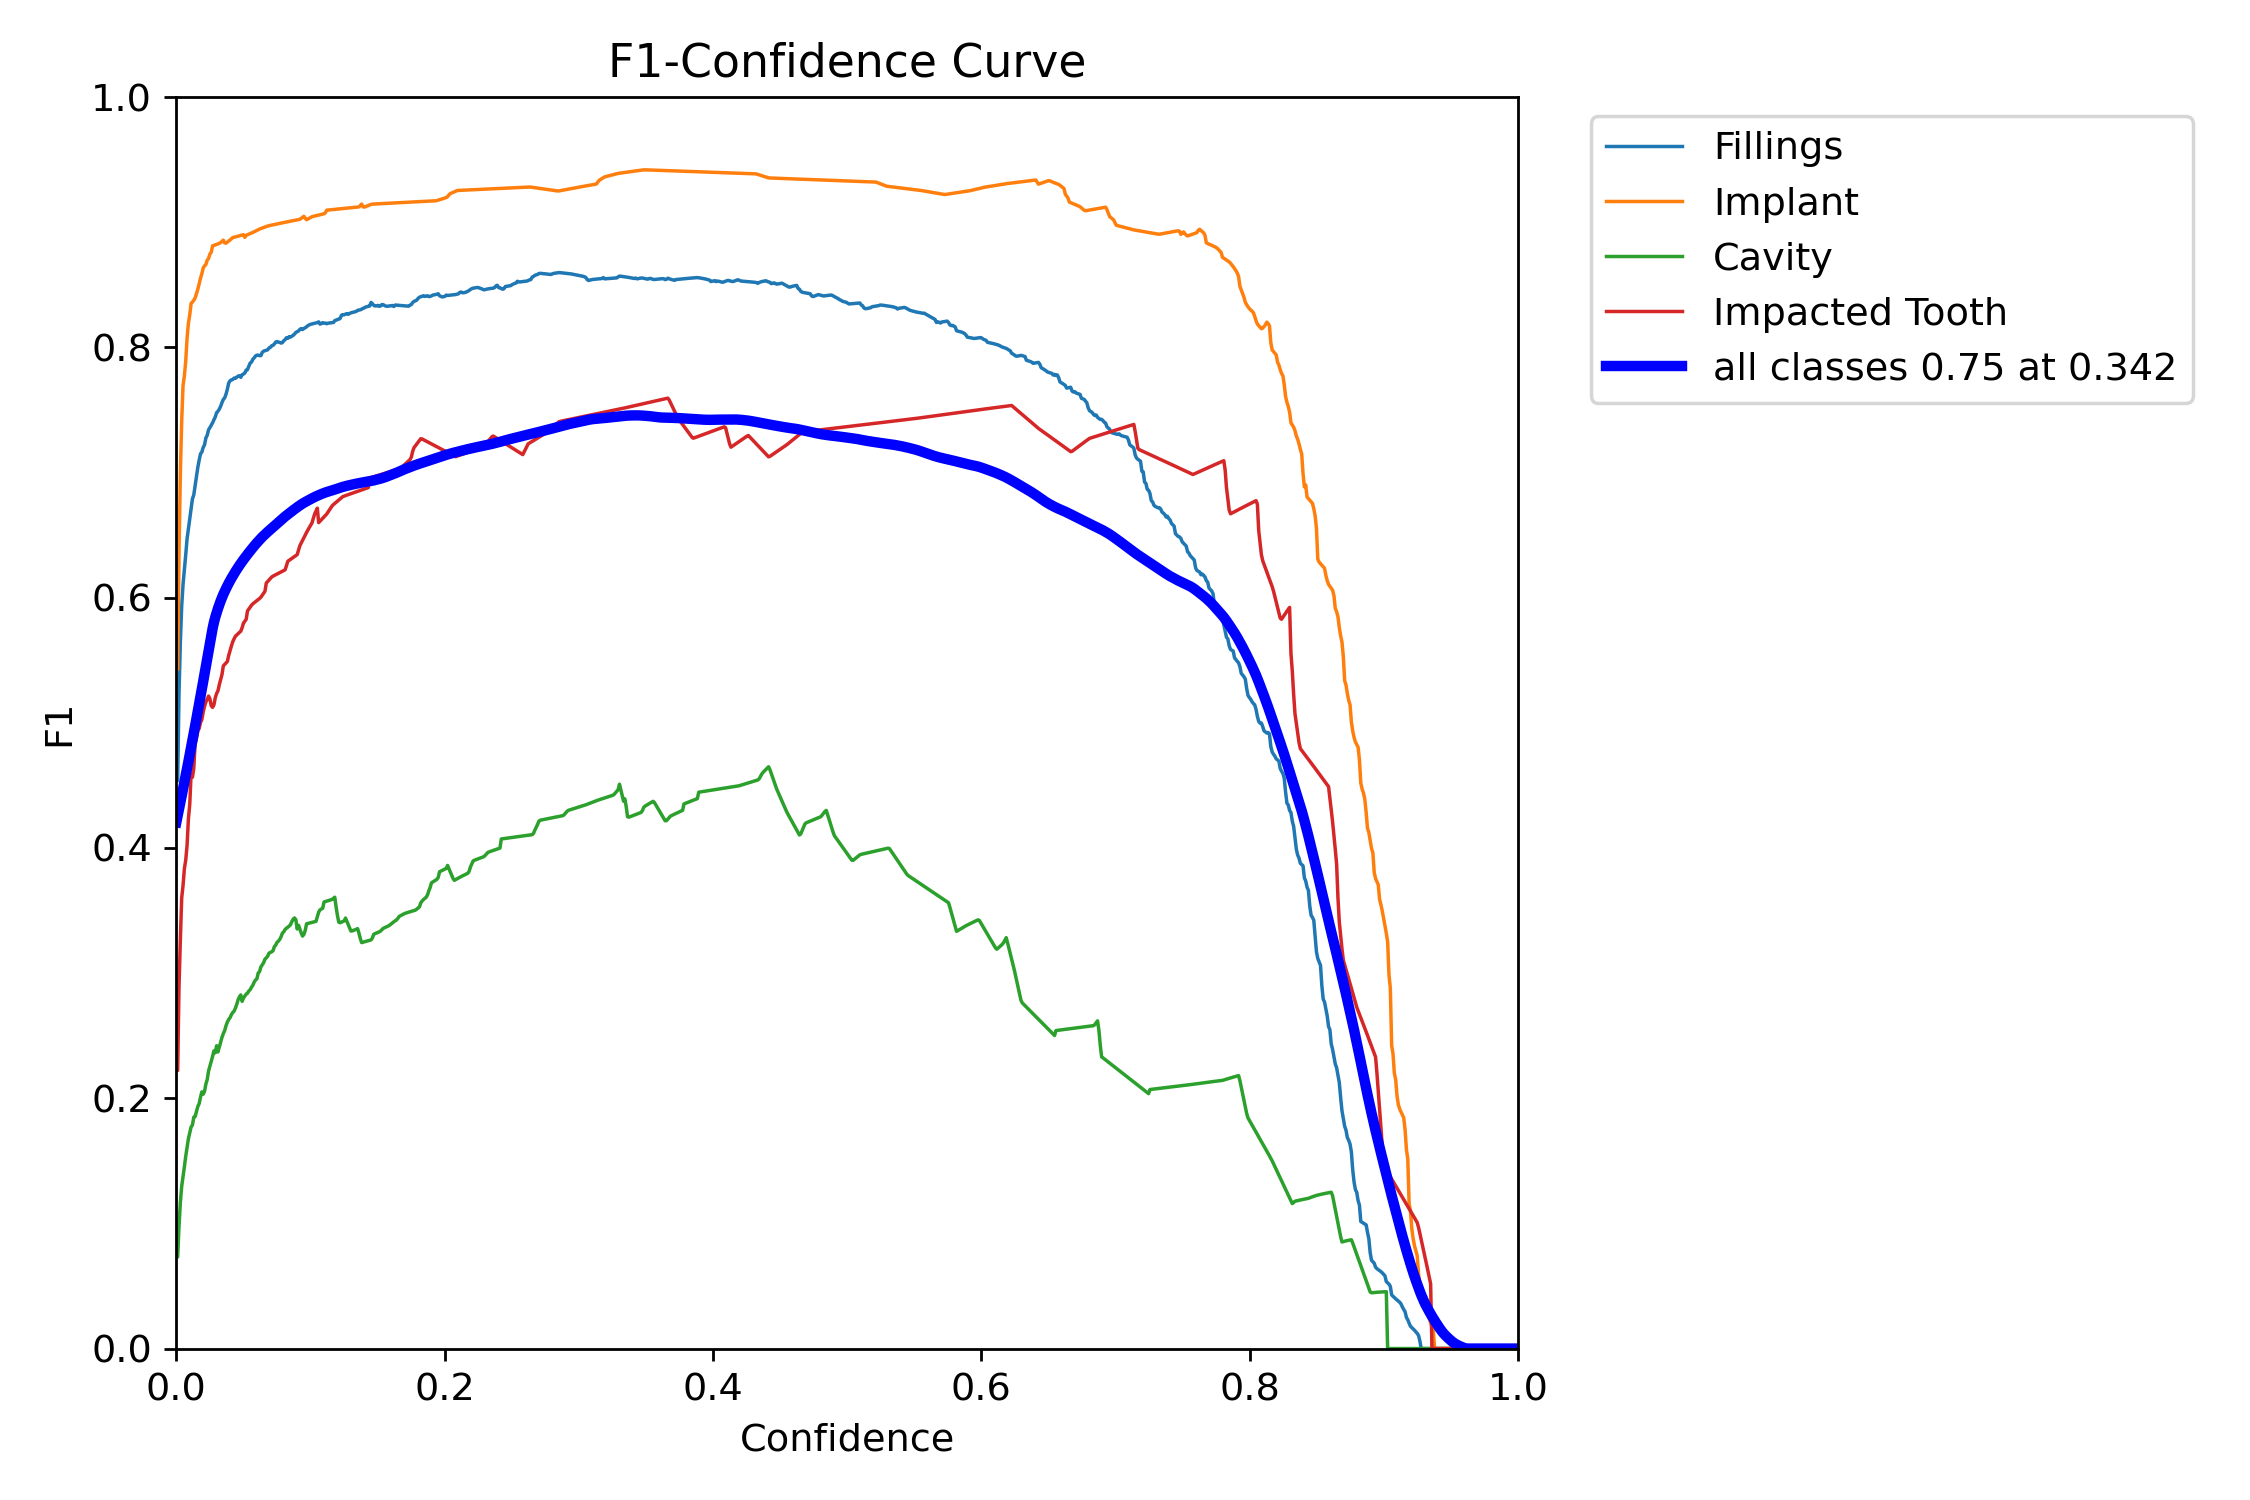 F1-Confidence Curve
1.0
0.8
0.6
0.4
0.2
0.0
F1
0.0 0.2 0.4 0.6 0.8 1.0
Confidence
Fillings
Implant
Cavity
Impacted Tooth
all classes 0.75 at 0.342